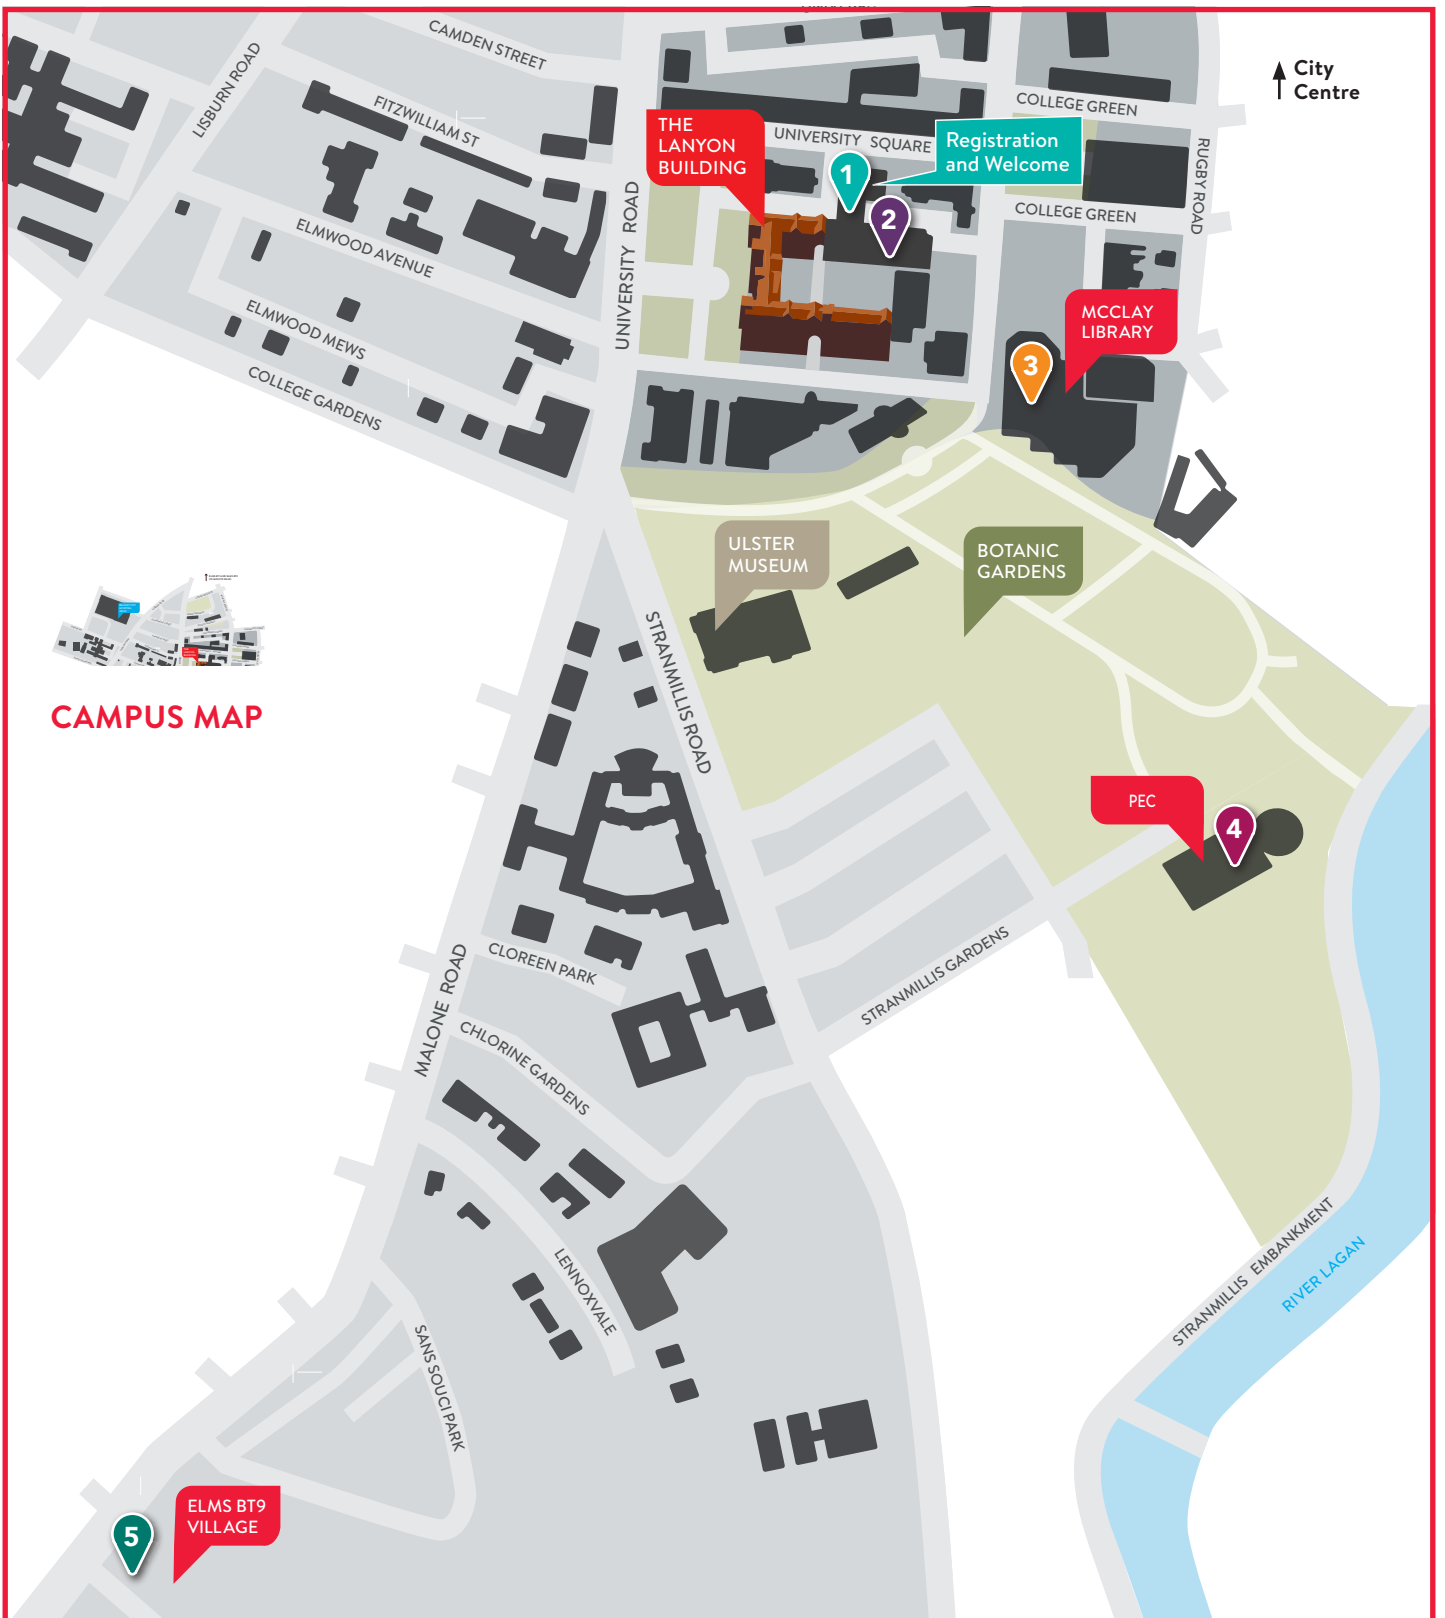 CAMDEN STREET
LISBURN ROAD
FITZWILLIAM ST
City
Centre
COLLEGE GREEN
THE
LANYON
BUILDING
UNIVERSITY SQUARE
Registration
and Welcome
RUGBY ROAD
1
2
COLLEGE GREEN
UNIVERSITY ROAD
ELMWOOD AVENUE
ELMWOOD MEWS
COLLEGE GARDENS
MCCLAY
LIBRARY
3
ULSTER
MUSEUM
BOTANIC
GARDENS
STRANMILLIS ROAD
CAMPUS MAP
PEC
4
CLOREEN PARK
STRANMILLIS GARDENS
MALONE ROAD
CHLORINE GARDENS
LENNOXVALE
STRANMILLIS EMBANKMENT
RIVER LAGAN
SANS SOUCI PARK
ELMS BT9
VILLAGE
5